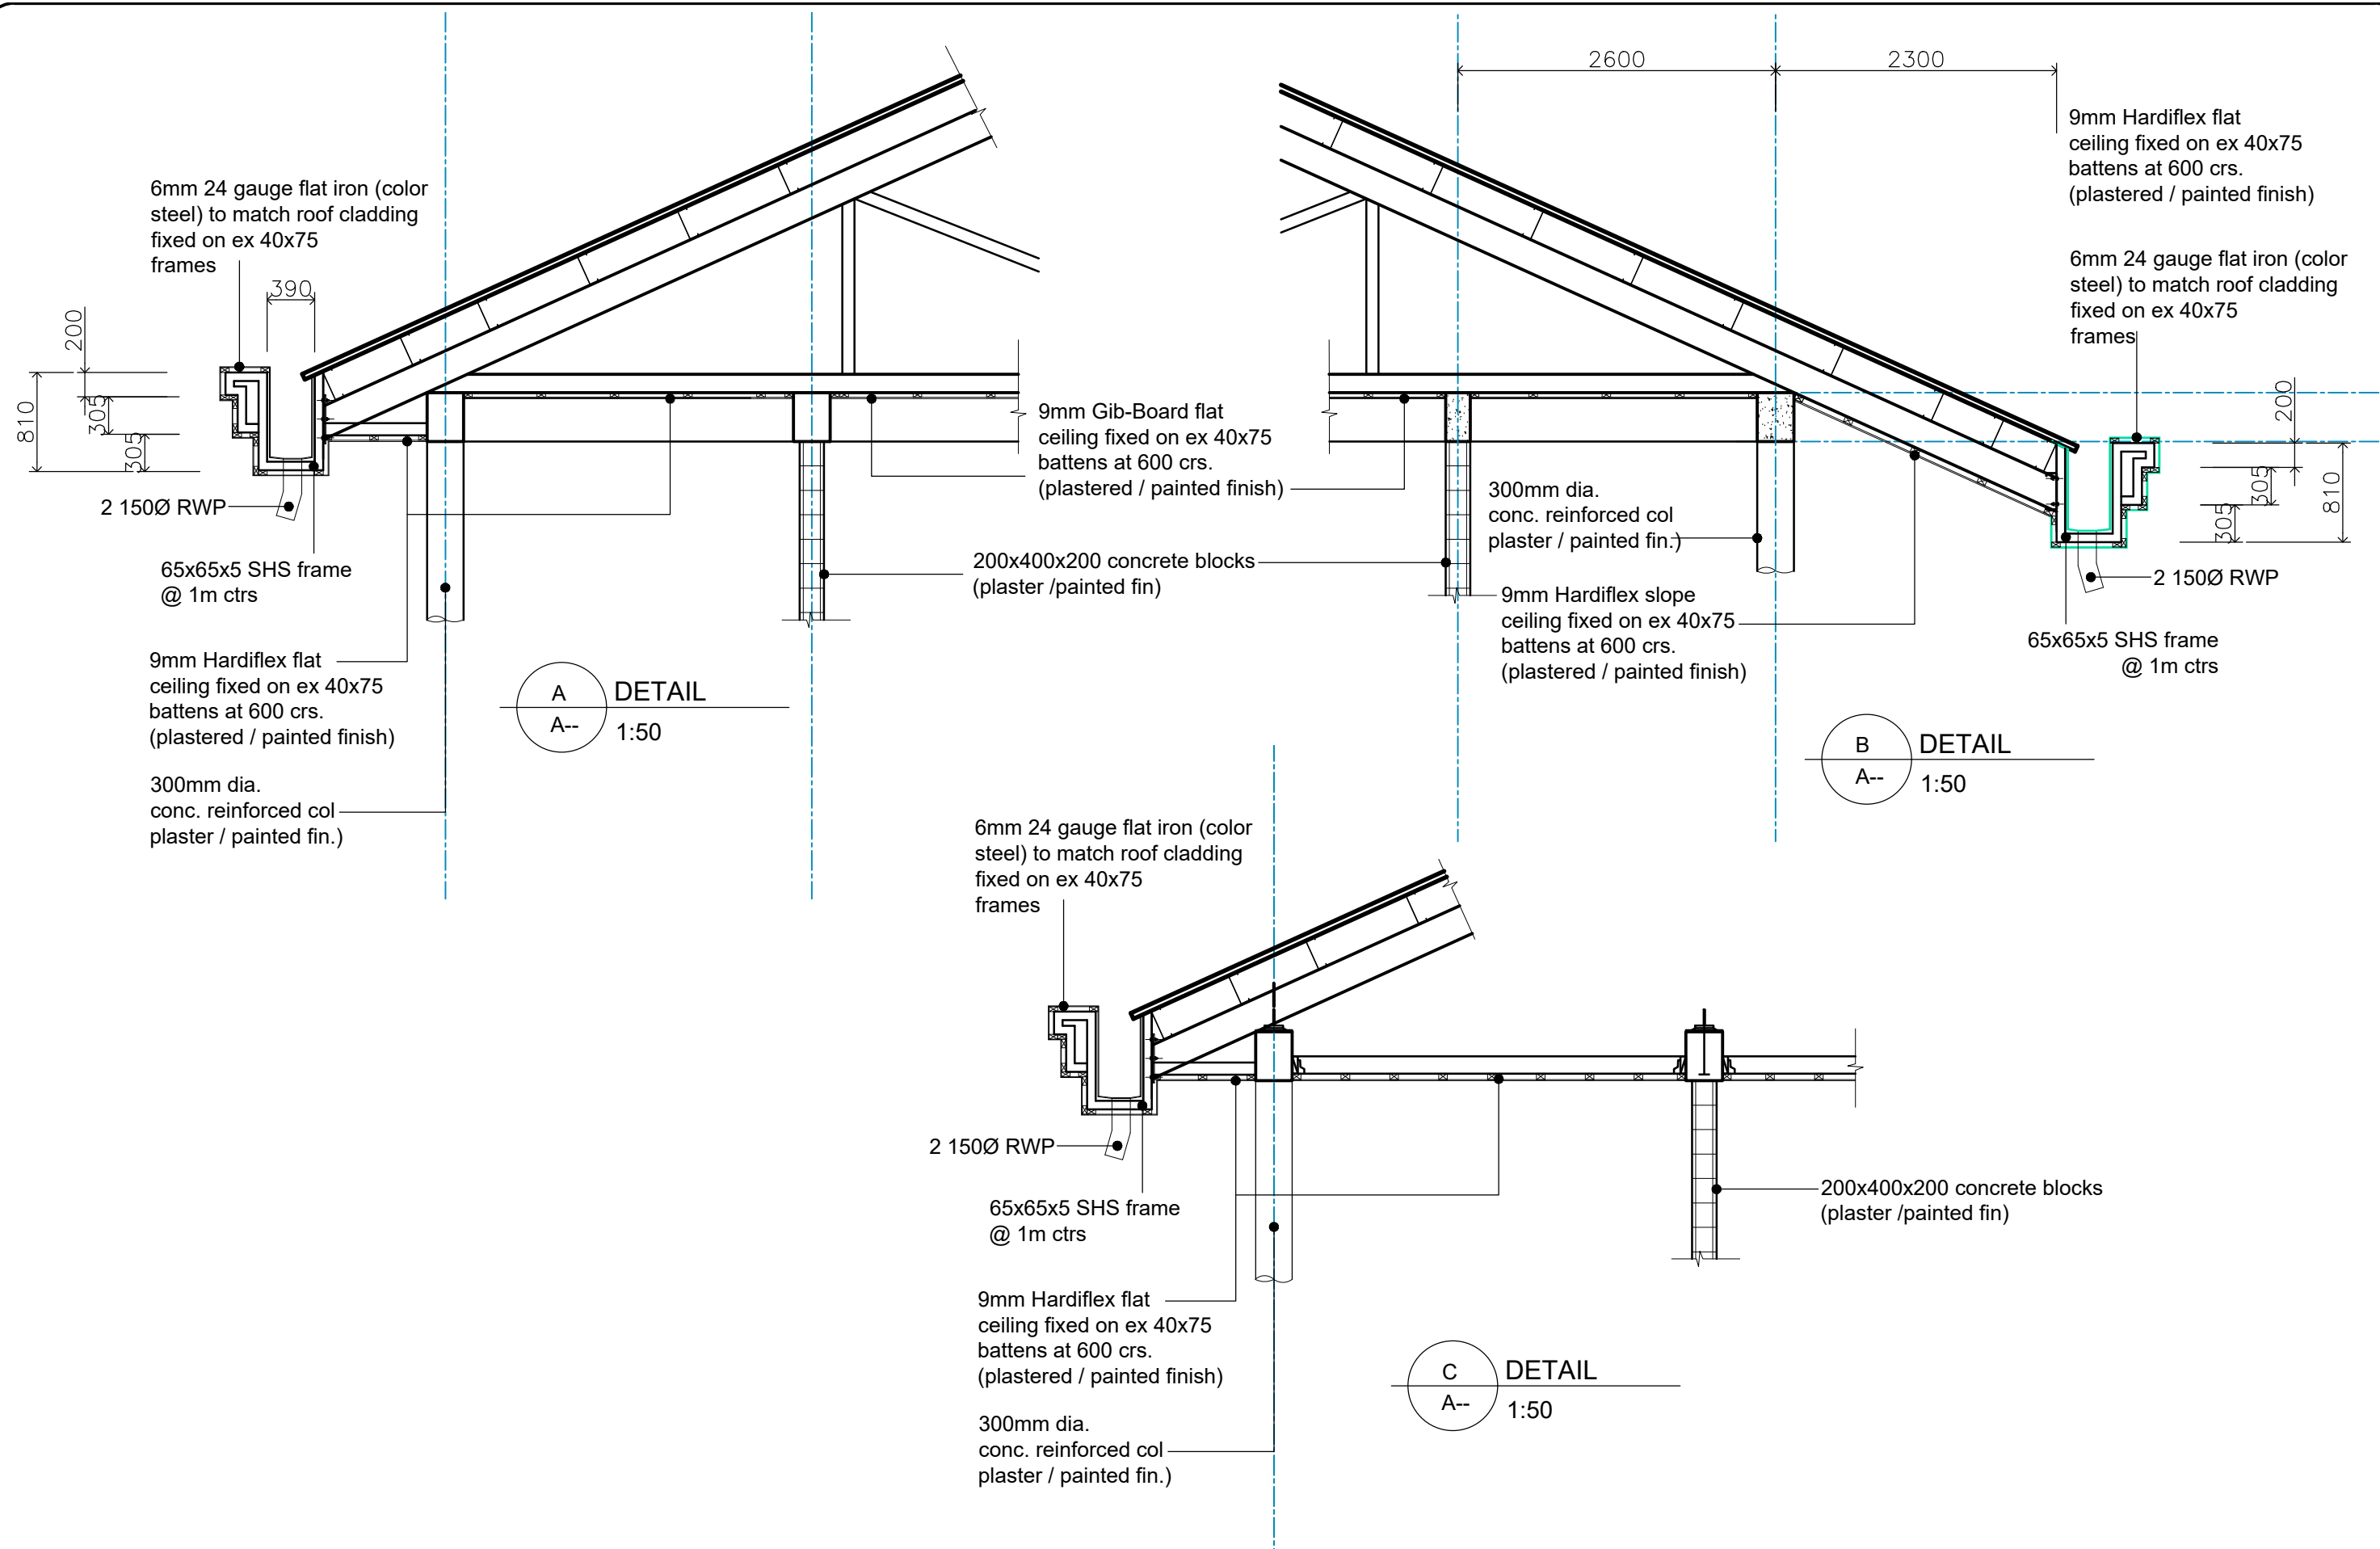 6mm 24 gauge flat iron (color
steel) to match roof cladding
fixed on ex 40x75
frames
390
200
305
305
810
2 150Ø RWP
65x65x5 SHS frame
@ 1m ctrs
9mm Hardiflex flat
ceiling fixed on ex 40x75
battens at 600 crs.
(plastered / painted finish)
300mm dia.
conc. reinforced col
plaster / painted fin.)
A
A--
DETAIL
1:50
9mm Gib-Board flat
ceiling fixed on ex 40x75
battens at 600 crs.
(plastered / painted finish)
200x400x200 concrete blocks
(plaster /painted fin)
2600
2300
9mm Hardiflex flat
ceiling fixed on ex 40x75
battens at 600 crs.
(plastered / painted finish)
6mm 24 gauge flat iron (color
steel) to match roof cladding
fixed on ex 40x75
frames
200
305
305
810
300mm dia.
conc. reinforced col
plaster / painted fin.)
9mm Hardiflex slope
ceiling fixed on ex 40x75
battens at 600 crs.
(plastered / painted finish)
2 150Ø RWP
65x65x5 SHS frame
@ 1m ctrs
B
A--
DETAIL
1:50
6mm 24 gauge flat iron (color
steel) to match roof cladding
fixed on ex 40x75
frames
2 150Ø RWP
65x65x5 SHS frame
@ 1m ctrs
200x400x200 concrete blocks
(plaster /painted fin)
9mm Hardiflex flat
ceiling fixed on ex 40x75
battens at 600 crs.
(plastered / painted finish)
300mm dia.
conc. reinforced col
plaster / painted fin.)
C
A--
DETAIL
1:50